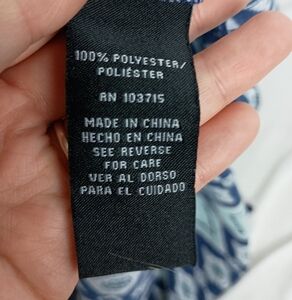 100% POLYESTER/
POLIÉSTER
RN 103715
MADE IN CHINA
HECHO EN CHINA
SEE REVERSE
FOR CARE
VER AL DORSO
PARA EL CUIDADO